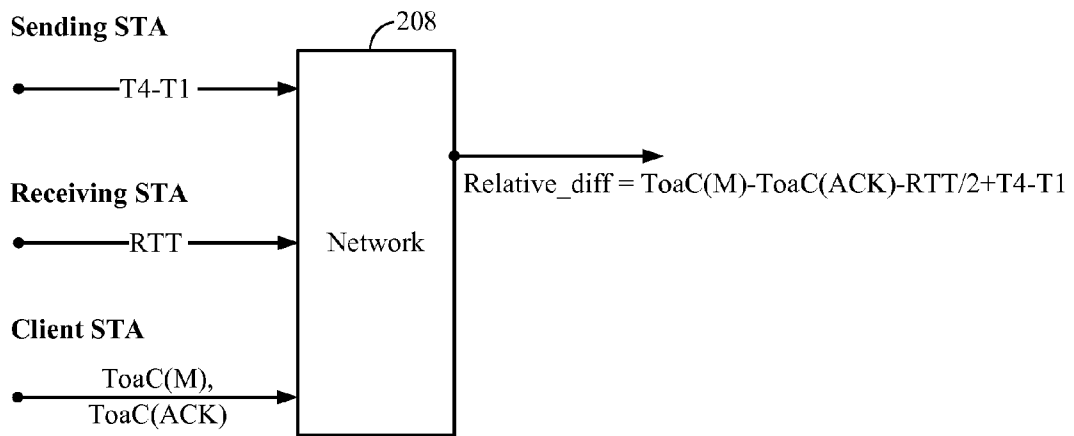 Sending STA
208
T4-T1
Relative_diff = ToaC(M)-ToaC(ACK)-RTT/2+T4-T1
Receiving STA
RTT
Network
Client STA
ToaC(M),
ToaC(ACK)